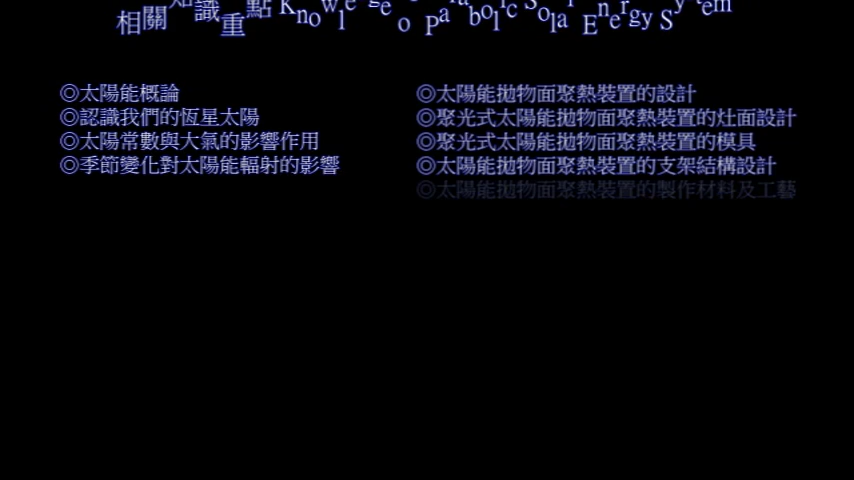 相關知識重點 Knowledge o Parabolic Solar Energy System
◎太陽能概論
◎認識我們的恆星太陽
◎太陽常數與大氣的影響作用
◎季節變化對太陽能輻射的影響
◎太陽能拋物面聚熱裝置的設計
◎聚光式太陽能拋物面聚熱裝置的灶面設計
◎聚光式太陽能拋物面聚熱裝置的模具
◎太陽能拋物面聚熱裝置的支架結構設計
◎太陽能拋物面聚熱裝置的製作材料及工藝